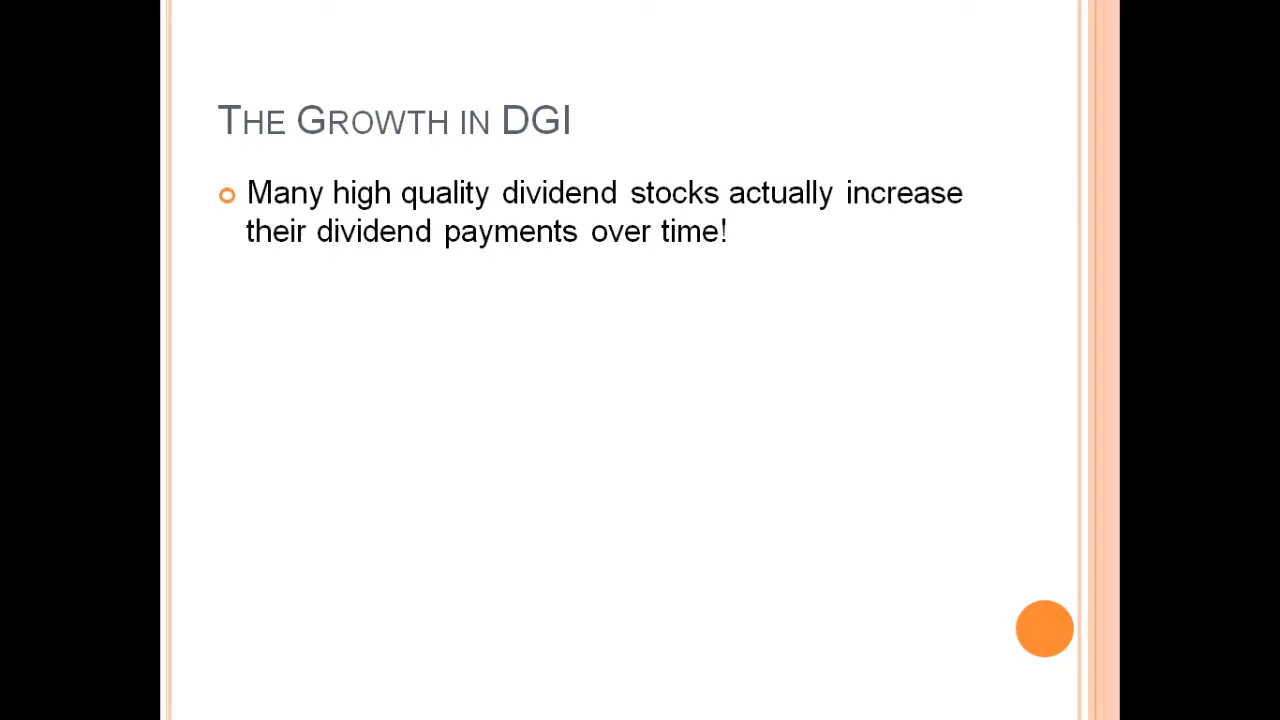 The Growth in DGI
Many high quality dividend stocks actually increase
their dividend payments over time!